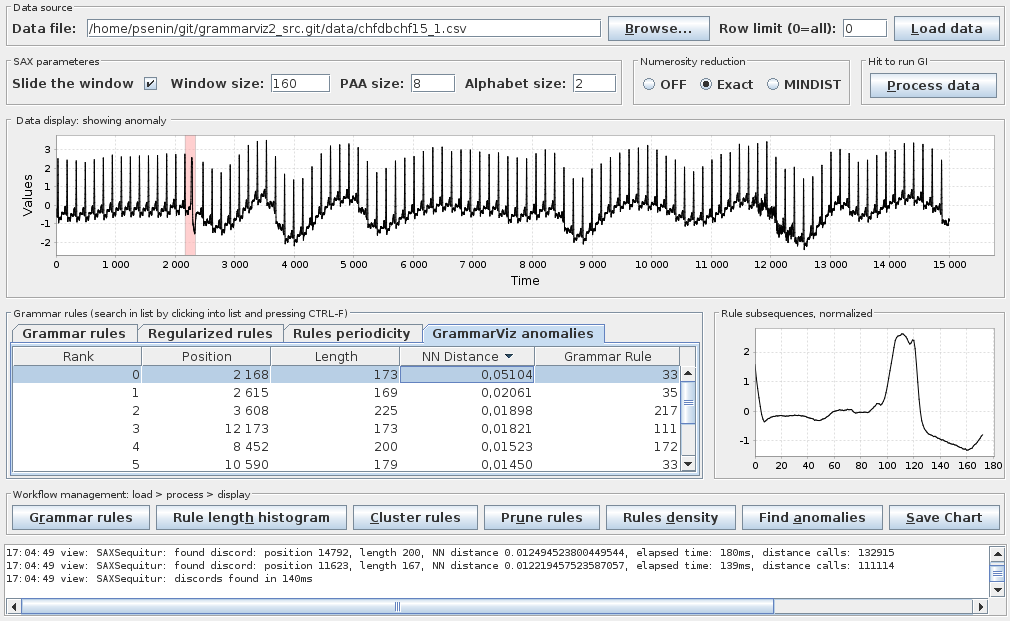 Data source
Data file: /home/psenin/git/grammarviz2_src.git/data/chfdbchf15_1.csv Browse... Row limit (0=all): 0 Load data
SAX parameteres
Slide the window Window size: 160 PAA size: 8 Alphabet size: 2
Numerosity reduction
OFF Exact MINDIST
Hit to run GI
Process data
Data display: showing anomaly
Values
3
2
1
0
-1
-2
0 1 000 2 000 3 000 4 000 5 000 6 000 7 000 8 000 9 000 10 000 11 000 12 000 13 000 14 000 15 000
Time
Grammar rules (search in list by clicking into list and pressing CTRL-F)
Grammar rules Regularized rules Rules periodicity GrammarViz anomalies
Rank Position Length NN Distance Grammar Rule
0 2 168 173 0,05104 33
1 2 615 169 0,02061 35
2 3 608 225 0,01898 217
3 12 173 173 0,01821 111
4 8 452 200 0,01523 172
5 10 590 179 0,01450 33
Rule subsequences, normalized
2
1
0
-1
0 20 40 60 80 100 120 140 160 180
Workflow management: load > process > display
Grammar rules Rule length histogram Cluster rules Prune rules Rules density Find anomalies Save Chart
17:04:49 view: SAXSequitur: found discord: position 14792, length 200, NN distance 0.012494523800449544, elapsed time: 180ms, distance calls: 132915
17:04:49 view: SAXSequitur: found discord: position 11623, length 167, NN distance 0.012219457523587057, elapsed time: 139ms, distance calls: 111114
17:04:49 view: SAXSequitur: discords found in 140ms